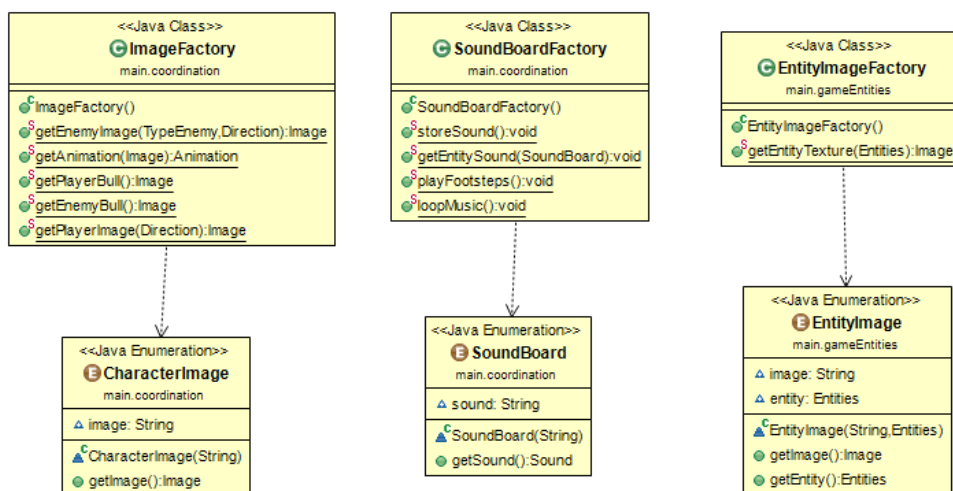 <<Java Class>>
ImageFactory
main.coordination
ImageFactory()
getEnemyImage(TypeEnemy,Direction):Image
getAnimation(Image):Animation
getPlayerBull():Image
getEnemyBull():Image
getPlayerImage(Direction):Image
<<Java Class>>
SoundBoardFactory
main.coordination
SoundBoardFactory()
storeSound():void
getEntitySound(SoundBoard):void
playFootsteps():void
loopMusic():void
<<Java Class>>
EntityImageFactory
main.gameEntities
EntityImageFactory()
getEntityTexture(Entities):Image
<<Java Enumeration>>
CharacterImage
main.coordination
image: String
CharacterImage(String)
getImage():Image
<<Java Enumeration>>
SoundBoard
main.coordination
sound: String
SoundBoard(String)
getSound():Sound
<<Java Enumeration>>
EntityImage
main.gameEntities
image: String
entity: Entities
EntityImage(String,Entities)
getImage():Image
getEntity():Entities